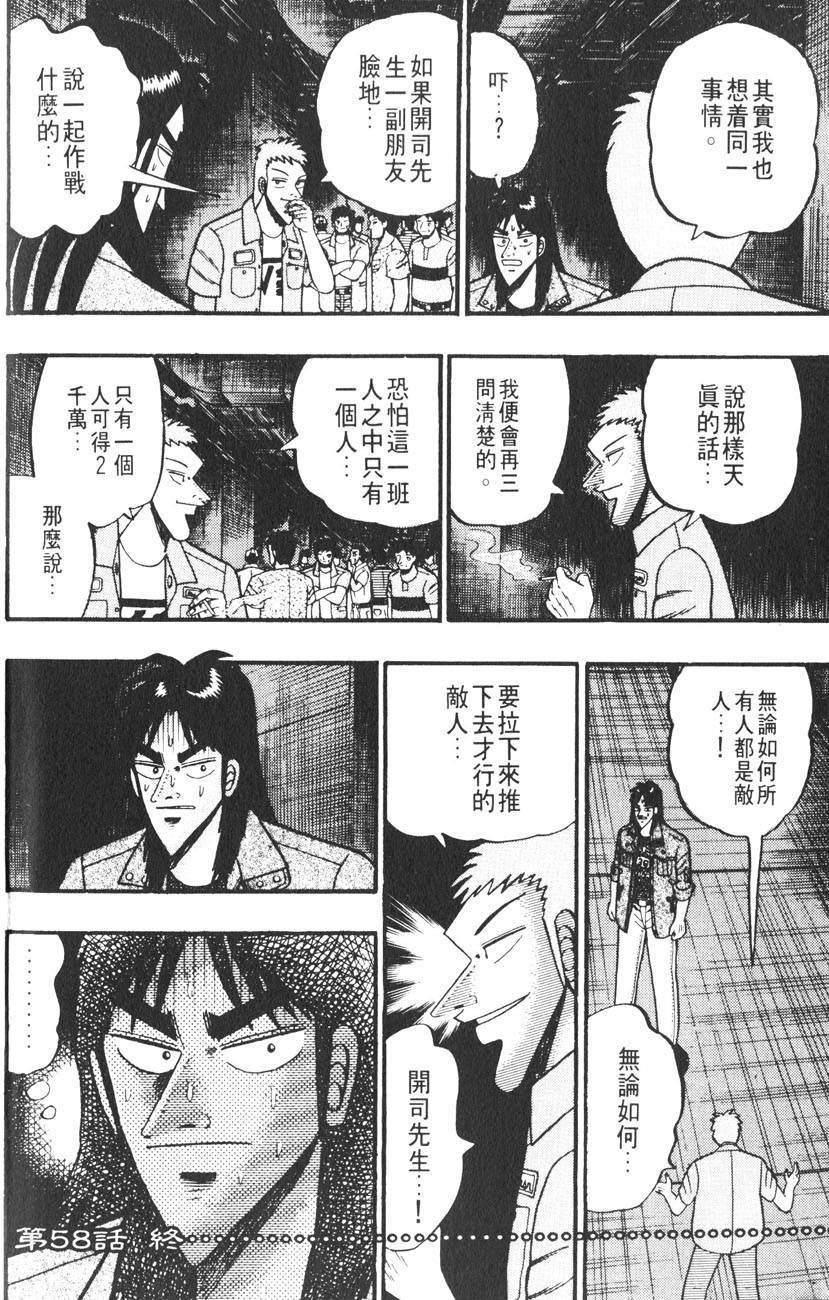 其實我也
想着同一
事情。
吓…?
如果開司先
生一副朋友
臉地…
說一起作戰
什麼的…
說那樣天
眞的話…
我便會再三
問清楚的。
恐怕這一班
人之中只有
一個人…
只有一個
人可得2
千萬…
那麼說…
無論如何所
有人都是敵
人…!
無論如何…
要拉下來推
下去才行的
敵人…
開司先生…!
………
第58話 終